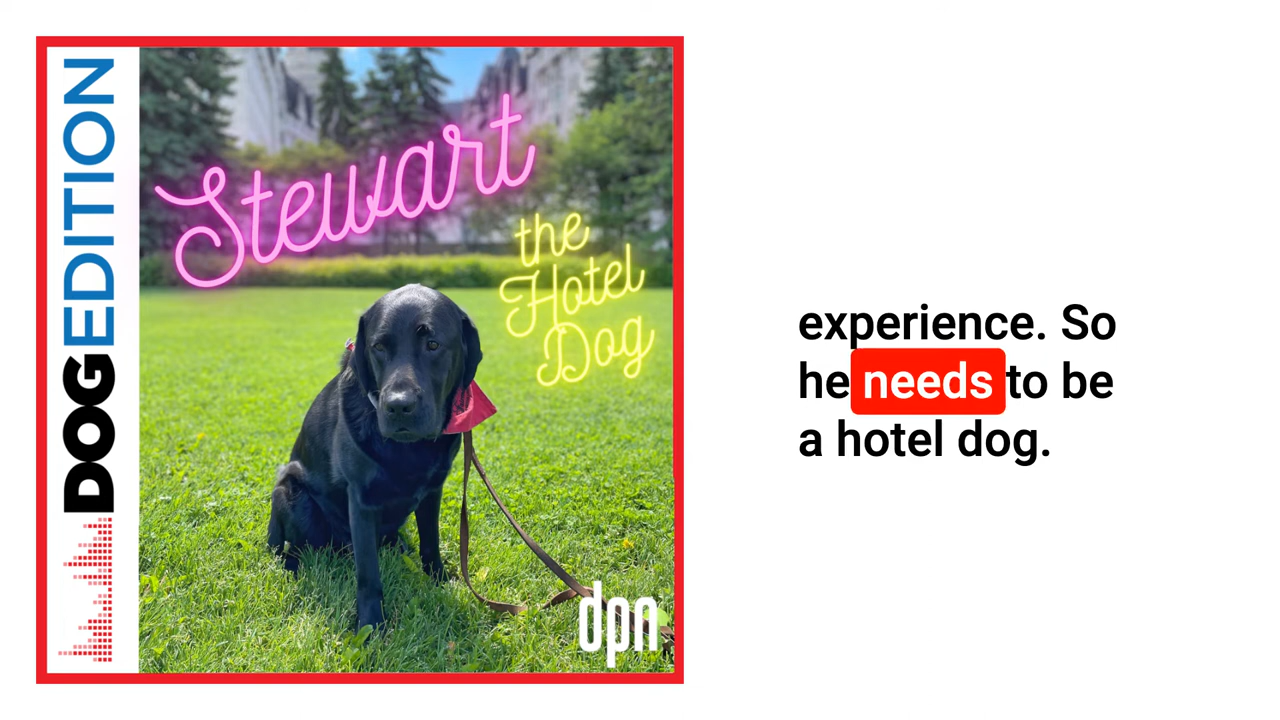 DOGEDITION
Stewart
the
Hotel
Dog
dpn
experience. So
he needs to be
a hotel dog.